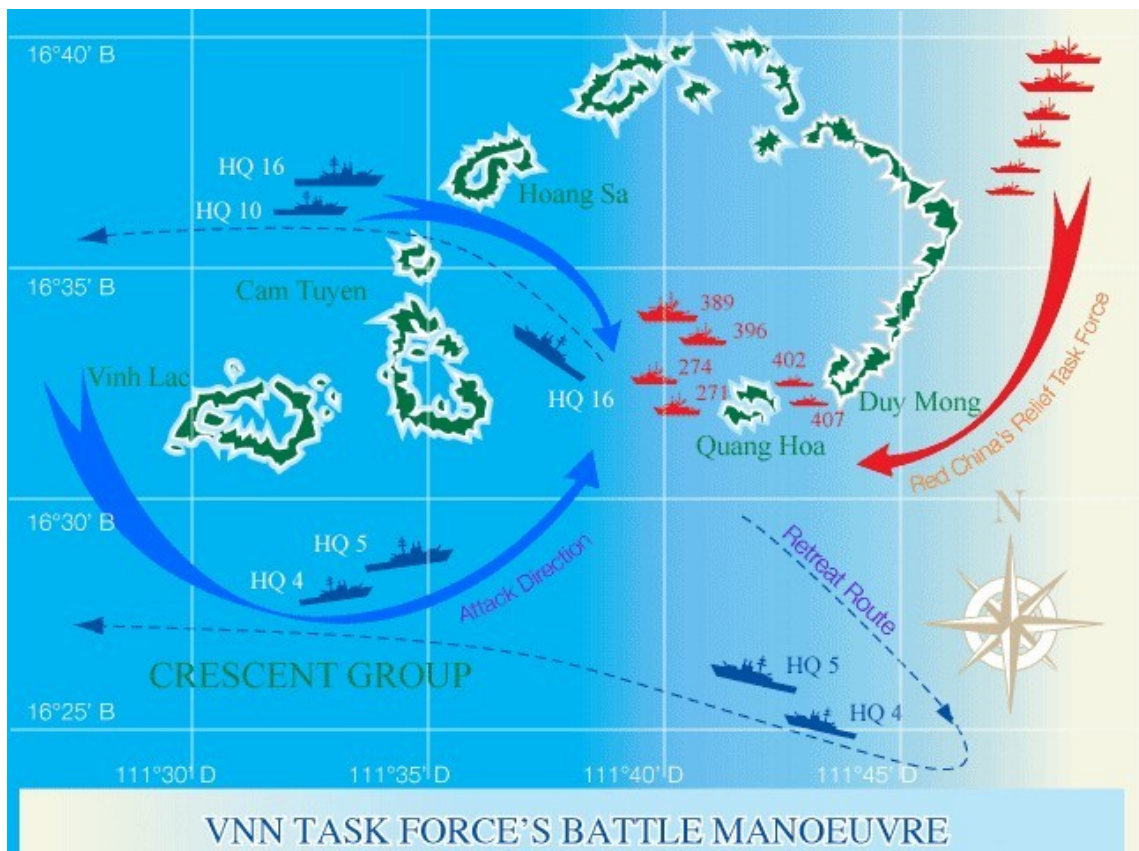 16°40' B
HQ 16
HQ 10
Hoang Sa
16°35' B
Cam Tuyen
389
396
Vinh Lac
274
402
271
HQ 16
407
Duy Mong
Quang Hoa
Red China's Relief Task Force
16°30' B
N
HQ 5
HQ 4
Attack Direction
Retreat Route
CRESCENT GROUP
HQ 5
HQ 4
16°25' B
111°30' D
111°35' D
111°40' D
111°45' D
VNN TASK FORCE'S BATTLE MANOEUVRE